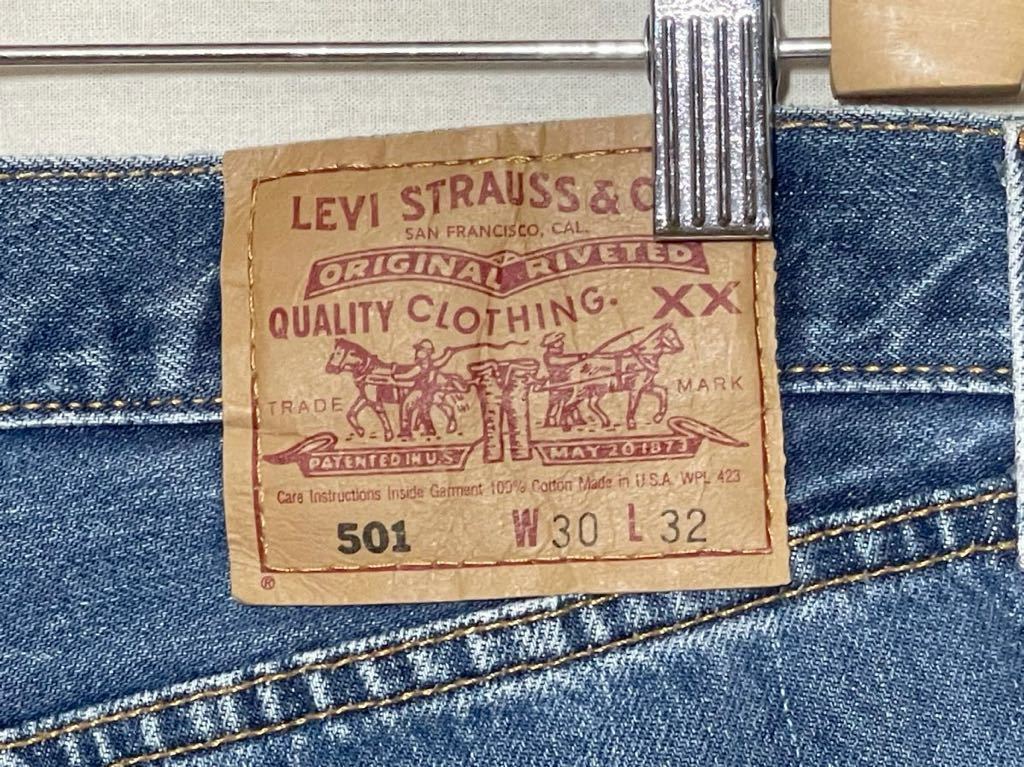 LEVI STRAUSS & C
SAN FRANCISCO, CAL.
ORIGINAL RIVETED
QUALITY CLOTHING. XX
TRADE MARK
PATENTED IN U.S. MAY 20 1873
Care Instructions Inside Garment 100% Cotton Made in U.S.A. WPL 423
501 W 30 L 32
®